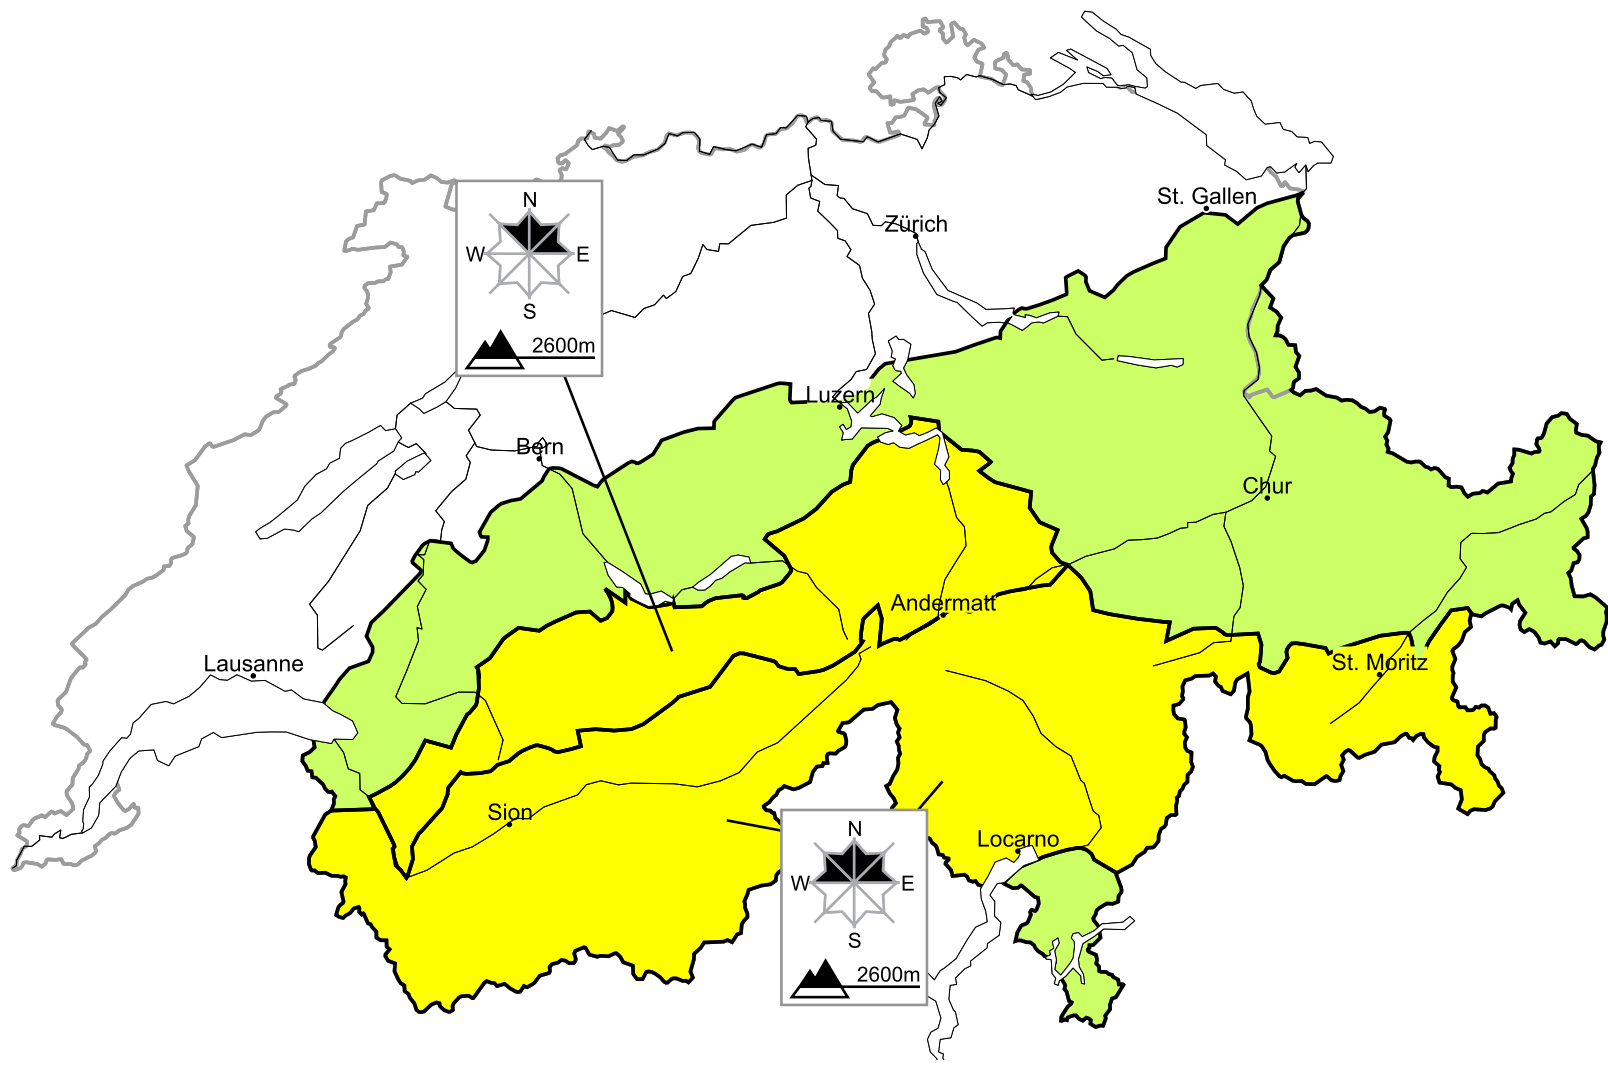 St. Gallen
Zürich
N
W E
S
2600m
Luzern
Bern
Chur
Andermatt
Lausanne
St. Moritz
Sion
Locarno
N
W E
S
2600m